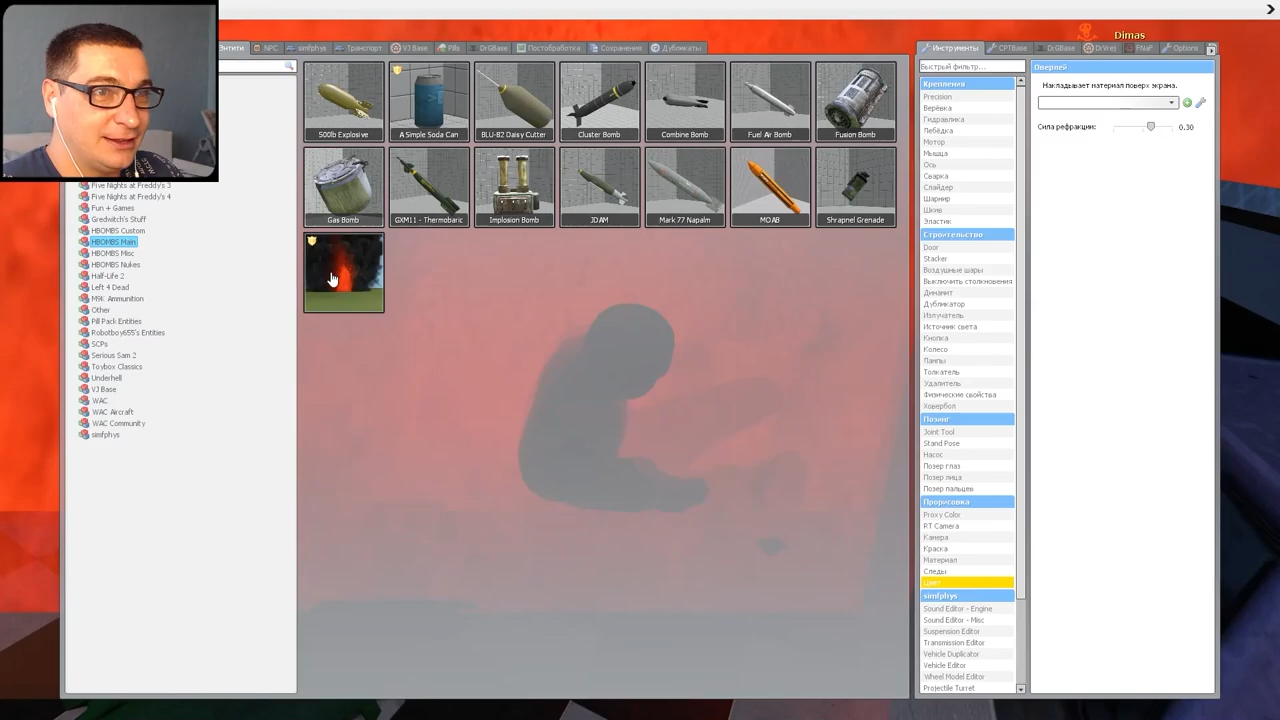 Dimas
Энтити NPC simfphys Транспорт VJ Base Pills DrGBase Постобработка Сохранения Дубликаты
Инструменты CPTBase DrGBase DrVrej FNaF Options
Five Nights at Freddy's 3
Five Nights at Freddy's 4
Fun + Games
Gredwitch's Stuff
HBOMBS Custom
HBOMBS Main
HBOMBS Misc
HBOMBS Nukes
Half-Life 2
Left 4 Dead
M9K Ammunition
Other
Pill Pack Entities
Robotboy655's Entities
SCPs
Serious Sam 2
Toybox Classics
Underhell
VJ Base
WAC
WAC Aircraft
WAC Community
simfphys
500lb Explosive
A Simple Soda Can
BLU-82 Daisy Cutter
Cluster Bomb
Combine Bomb
Fuel Air Bomb
Fusion Bomb
Gas Bomb
GXM11 - Thermobaric
Implosion Bomb
JDAM
Mark 77 Napalm
MOAB
Shrapnel Grenade
Быстрый фильтр...
Крепления
Precision
Верёвка
Гидравлика
Лебёдка
Мотор
Мышца
Ось
Сварка
Слайдер
Шарнир
Шкив
Эластик
Строительство
Door
Stacker
Воздушные шары
Выключить столкновения
Динамит
Дубликатор
Излучатель
Источник света
Кнопка
Колесо
Лампы
Толкатель
Удалитель
Физические свойства
Ховербол
Позинг
Joint Tool
Stand Pose
Насос
Позер глаз
Позер лица
Позер пальцев
Прорисовка
Proxy Color
RT Camera
Камера
Краска
Материал
Следы
Цвет
simfphys
Sound Editor - Engine
Sound Editor - Misc
Suspension Editor
Transmission Editor
Vehicle Duplicator
Vehicle Editor
Wheel Model Editor
Projectile Turret
Оверлей
Накладывает материал поверх экрана.
Сила рефракции: 0.30